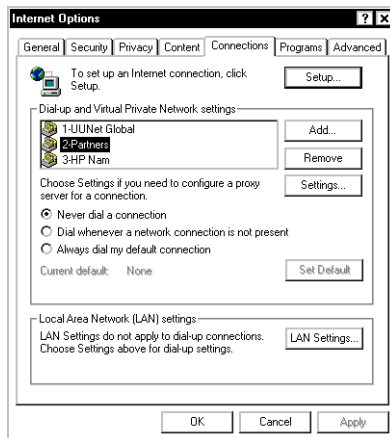 Internet Options
? x
General Security Privacy Content Connections Programs Advanced
To set up an Internet connection, click
Setup.
Setup...
Dial-up and Virtual Private Network settings
1-UUNet Global
2-Partners
3-HP Nam
Add...
Remove
Choose Settings if you need to configure a proxy
server for a connection.
Settings...
Never dial a connection
Dial whenever a network connection is not present
Always dial my default connection
Current default: None
Set Default
Local Area Network (LAN) settings
LAN Settings do not apply to dial-up connections.
Choose Settings above for dial-up settings.
LAN Settings...
OK Cancel Apply